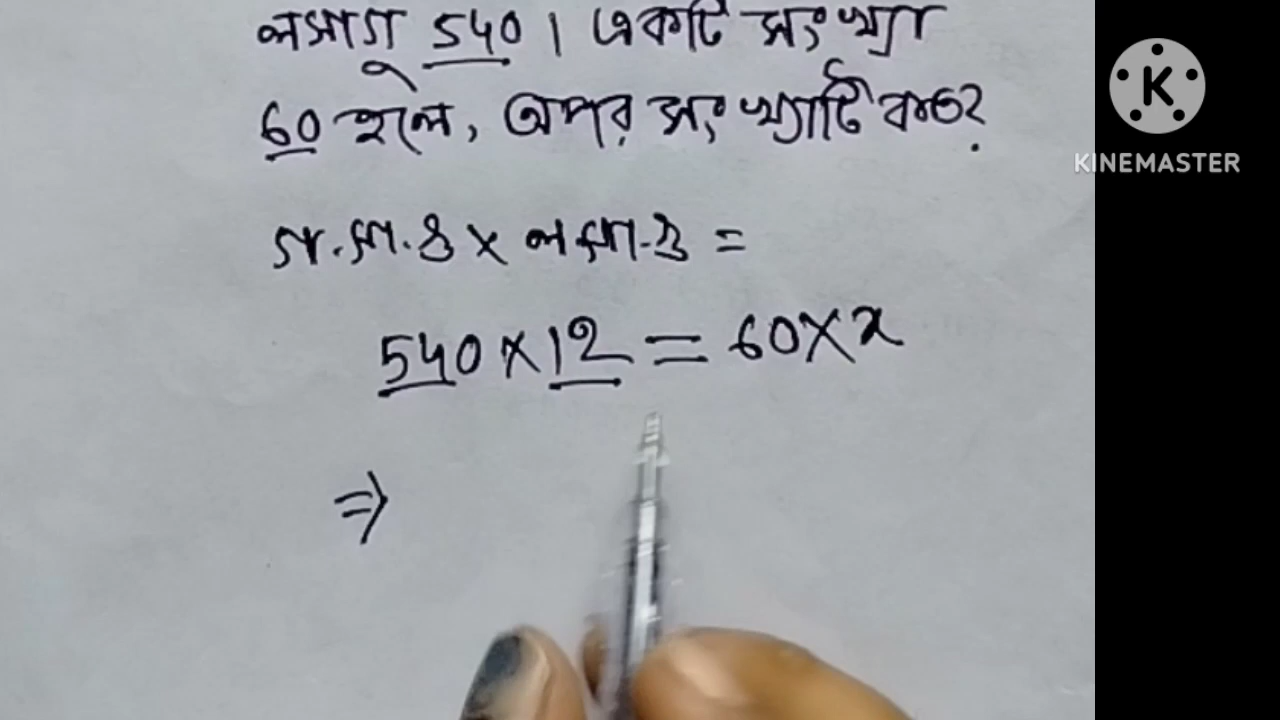 লসাগু 540। একটি সংখ্যা
60 হলে, অপর সংখ্যাটি কত?
গ.সা.গু × ল.সা.গু =
540 × 12 = 60 × x
⇒
K
KINEMASTER